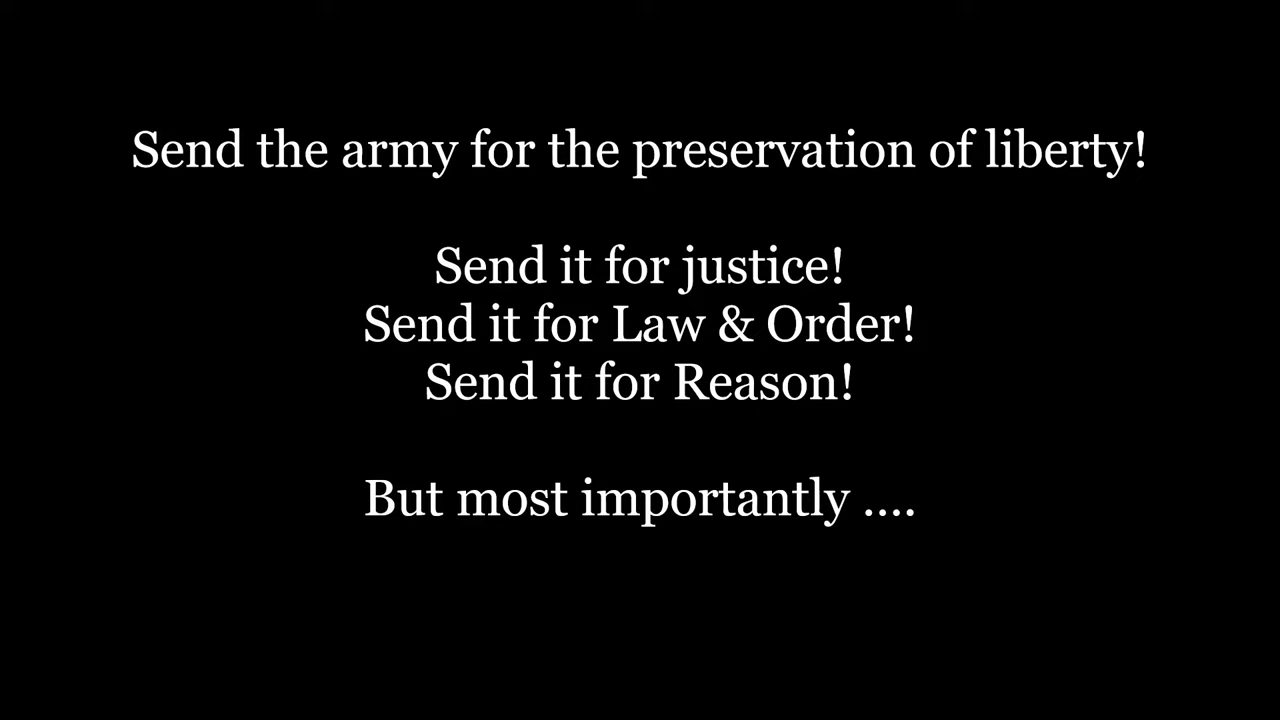 Send the army for the preservation of liberty!
Send it for justice!
Send it for Law & Order!
Send it for Reason!
But most importantly ....